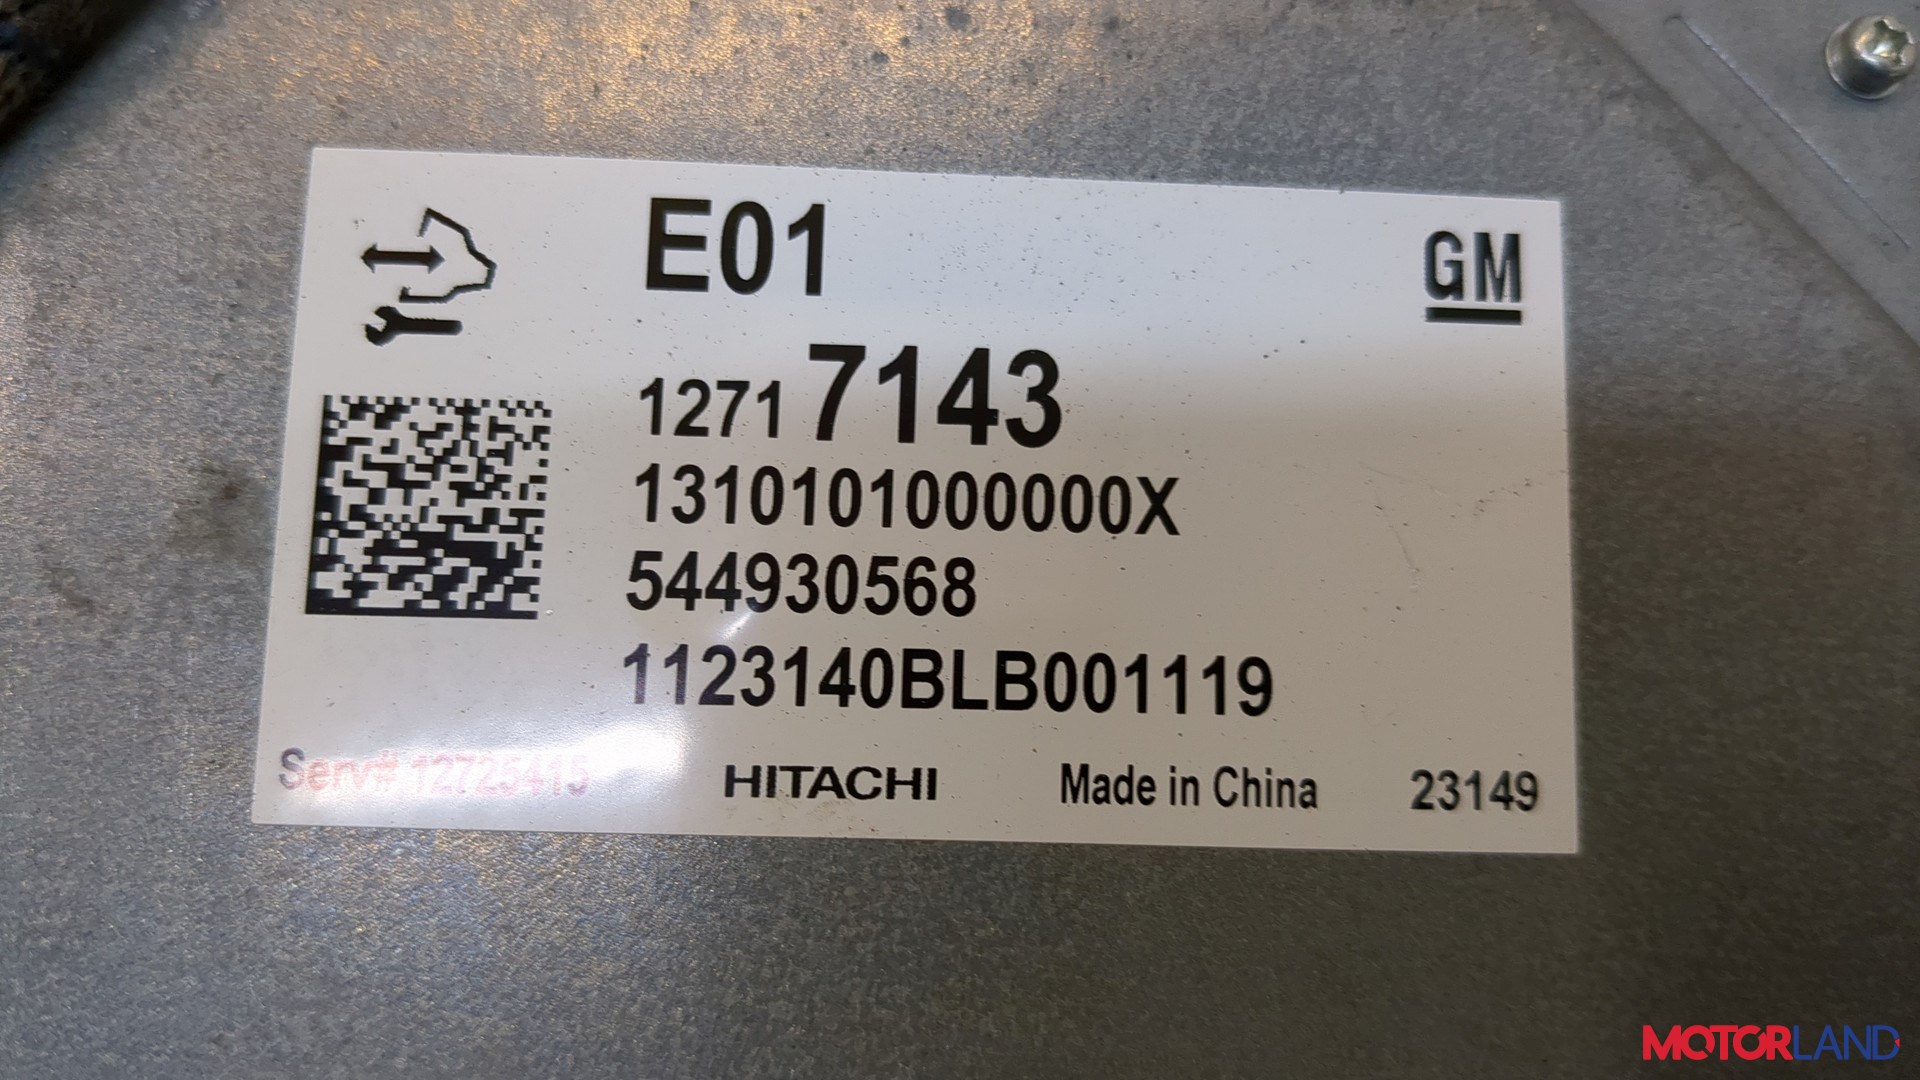 E01
GM
12717143
1310101000000X
544930568
1123140BLB001119
Serv# 12725415
HITACHI Made in China 23149
MOTORLAND